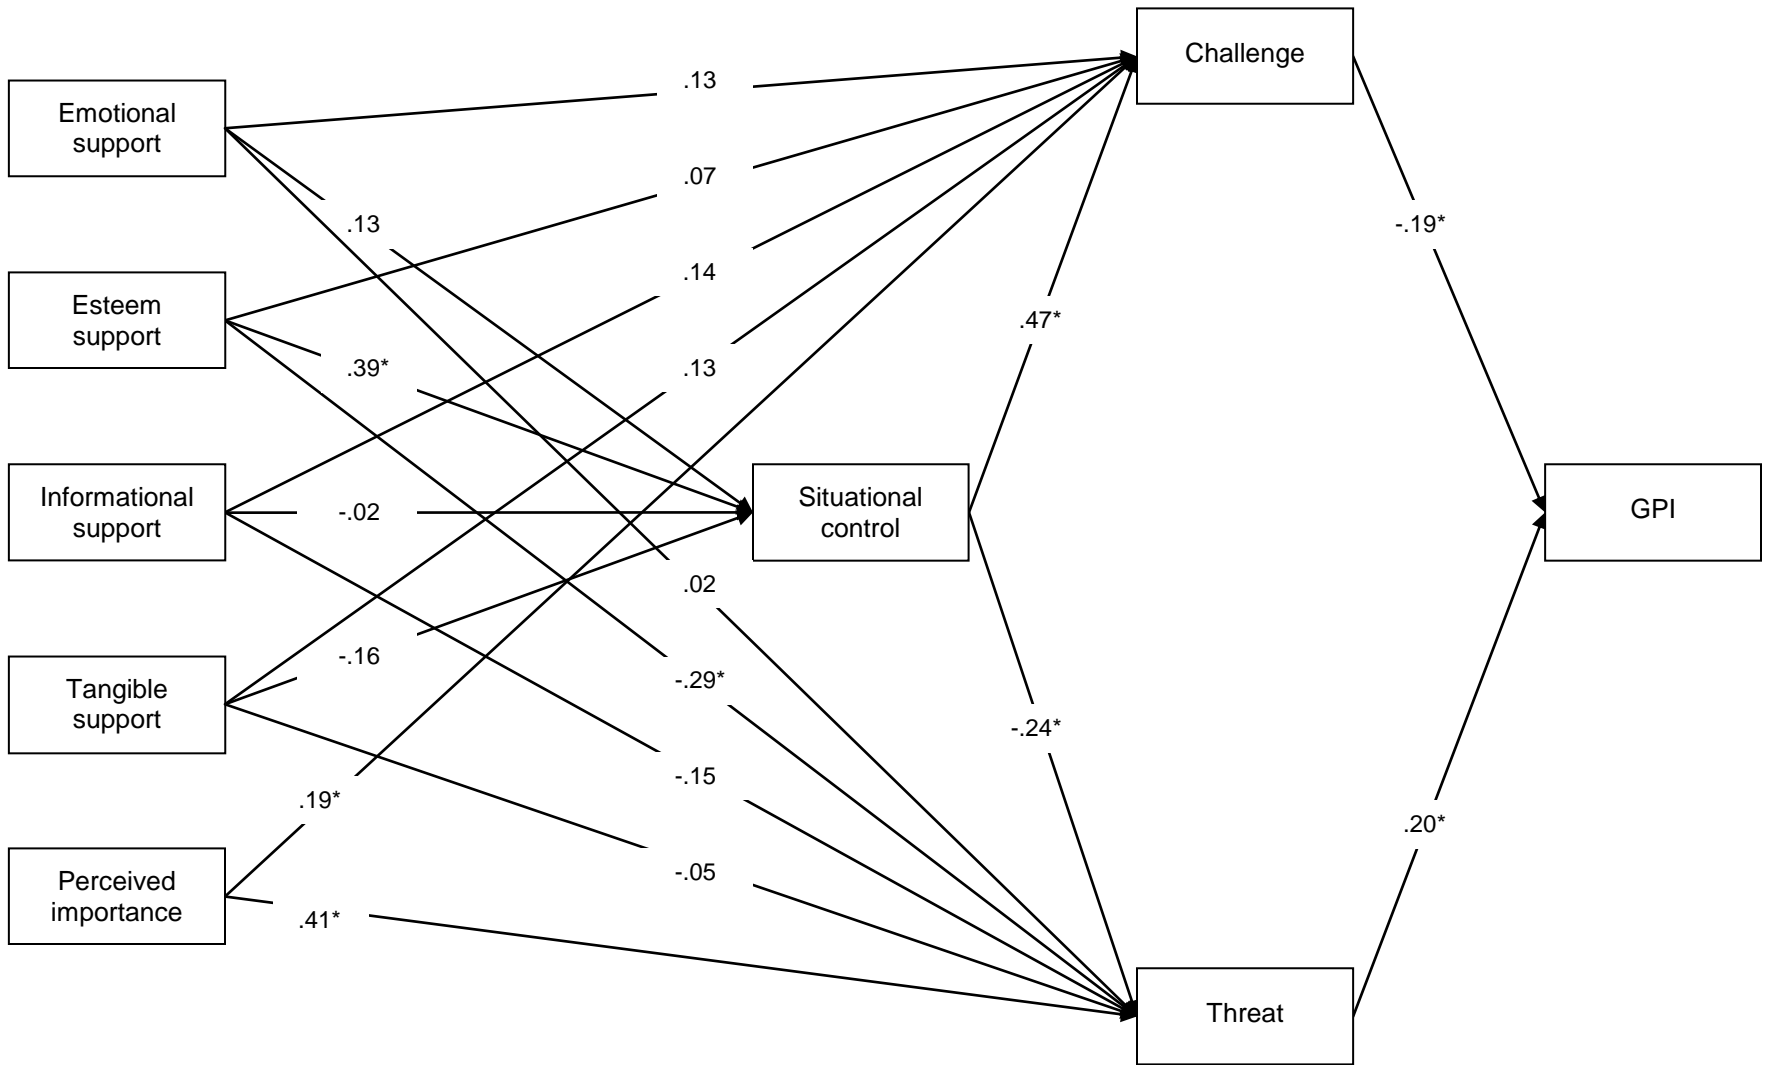 Challenge
.13
Emotional
support
.07
.13
-.19*
.14
Esteem
support
.47*
.39*
.13
Informational
support
-.02
Situational
control
GPI
.02
-.16
Tangible
support
-.29*
-.24*
-.15
.19*
.20*
Perceived
importance
-.05
.41*
Threat